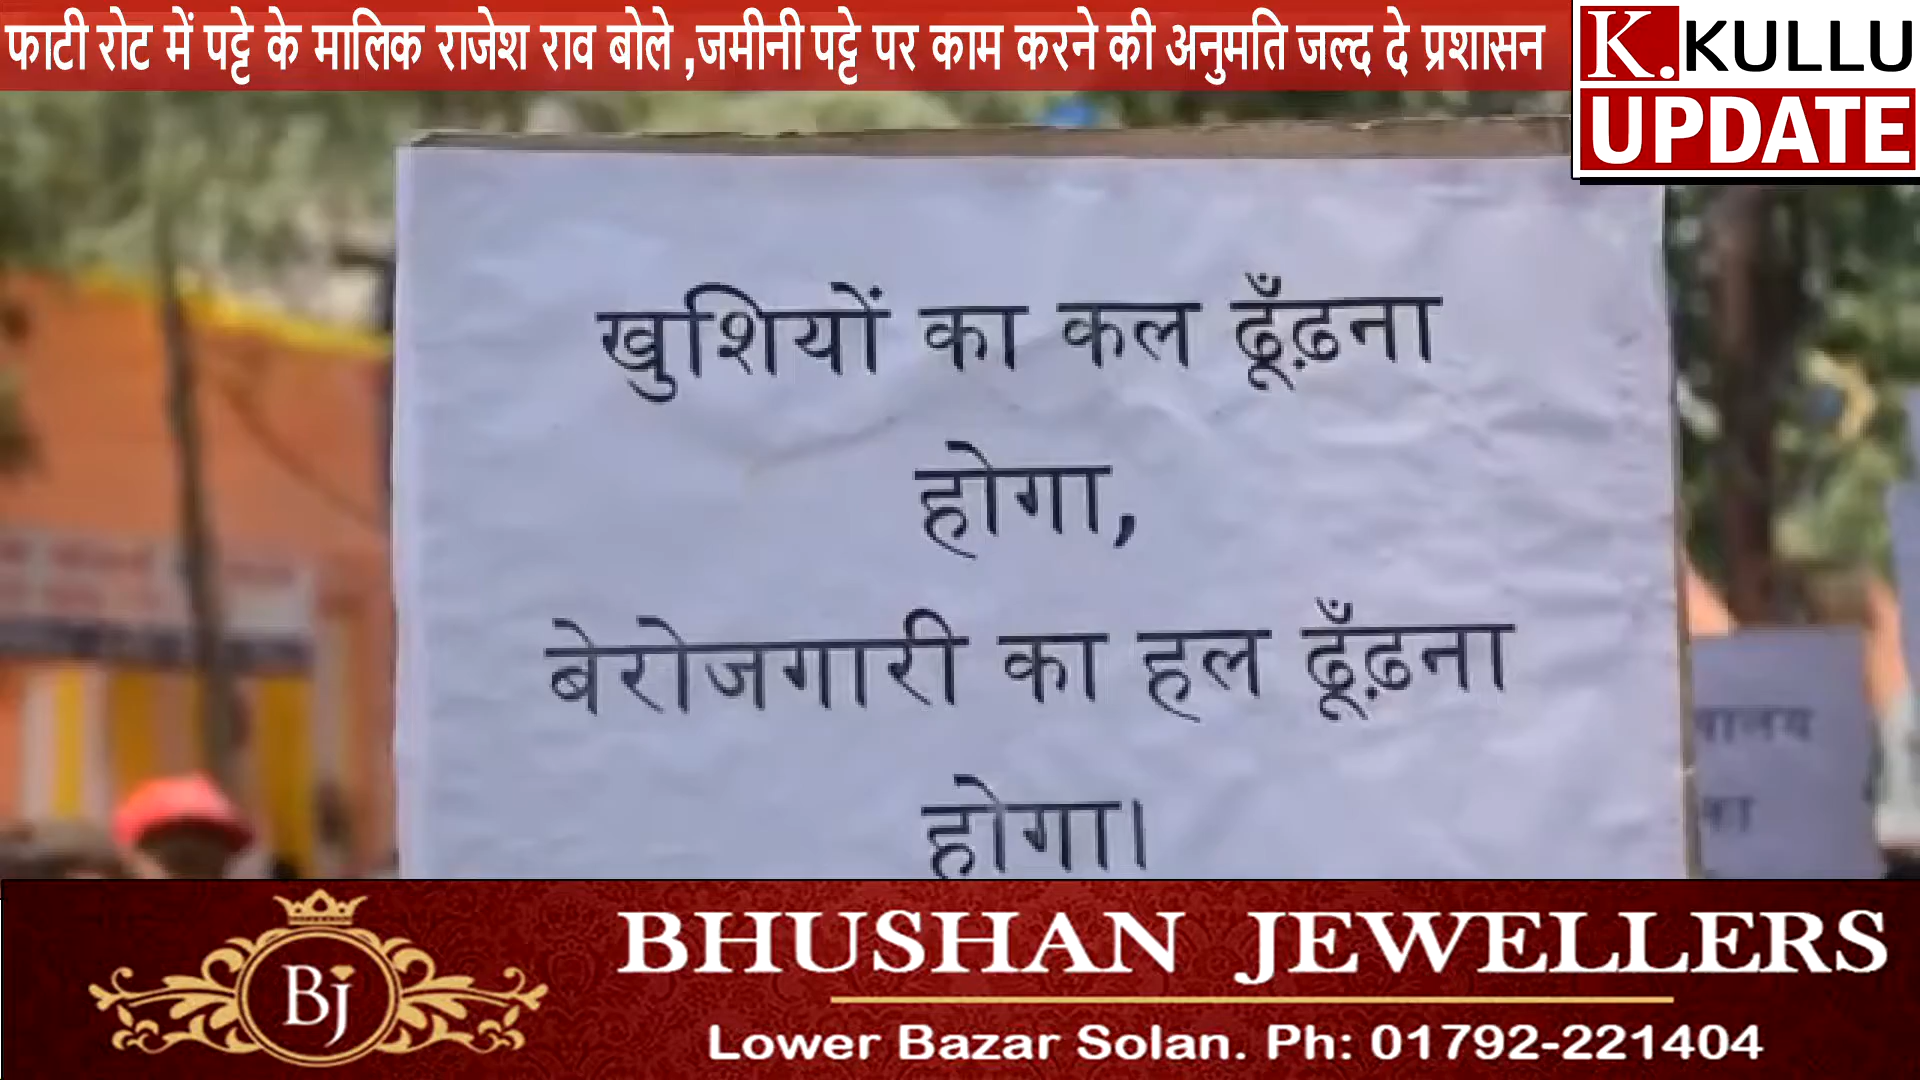 फाटी रोट में पट्टे के मालिक राजेश राव बोले ,जमीनी पट्टे पर काम करने की अनुमति जल्द दे प्रशासन
K. KULLU
UPDATE
खुशियों का कल ढूँढ़ना
होगा,
बेरोजगारी का हल ढूँढ़ना
होगा।
का
Bj
BHUSHAN JEWELLERS
Lower Bazar Solan. Ph: 01792-221404